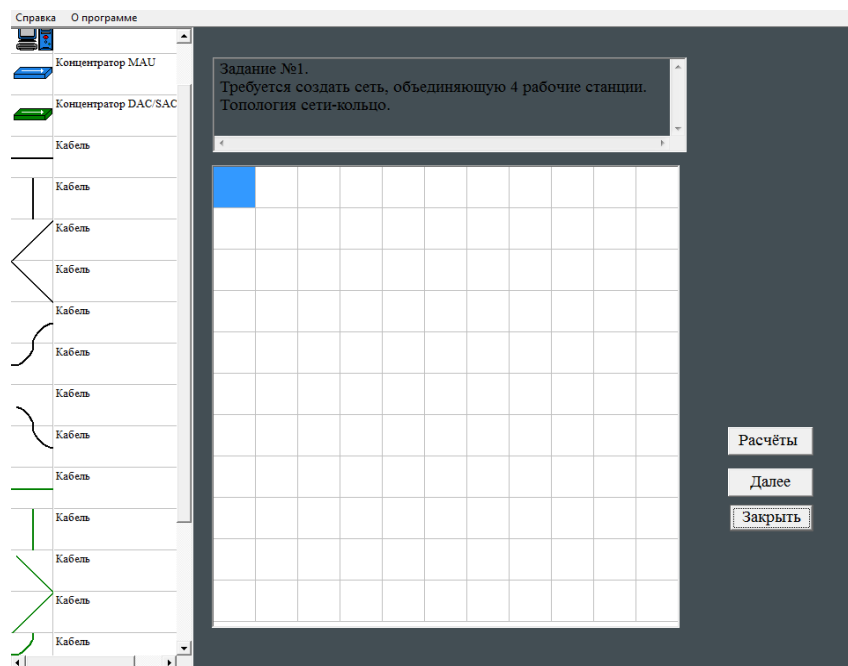 Справка О программе
Концентратор MAU
Концентратор DAC/SAC
Кабель
Кабель
Кабель
Кабель
Кабель
Кабель
Кабель
Кабель
Кабель
Кабель
Кабель
Кабель
Кабель
Задание №1.
Требуется создать сеть, объединяюшую 4 рабочие станции.
Топология сети-кольцо.
Расчёты
Далее
Закрыть